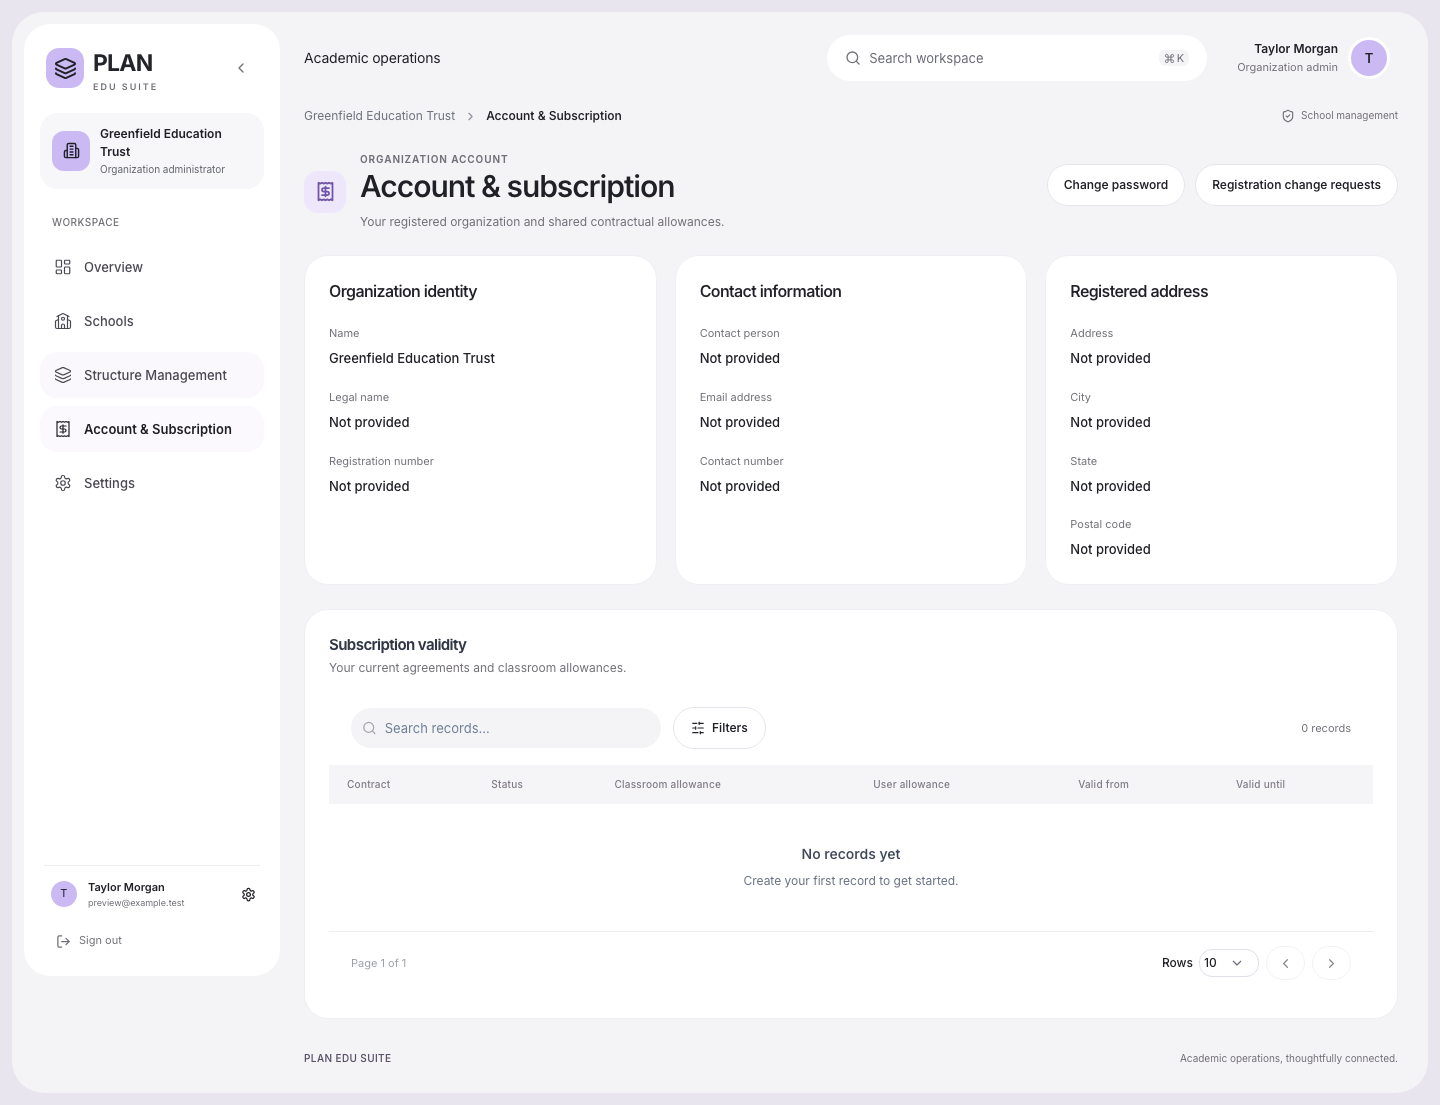 PLAN
EDU SUITE
Greenfield Education
Trust
Organization administrator
WORKSPACE
Overview
Schools
Structure Management
Account & Subscription
Settings
T
Taylor Morgan
preview@example.test
Sign out
Academic operations
Search workspace
⌘K
Taylor Morgan
Organization admin
T
Greenfield Education Trust
Account & Subscription
School management
ORGANIZATION ACCOUNT
Account & subscription
Your registered organization and shared contractual allowances.
Change password
Registration change requests
Organization identity
Name
Greenfield Education Trust
Legal name
Not provided
Registration number
Not provided
Contact information
Contact person
Not provided
Email address
Not provided
Contact number
Not provided
Registered address
Address
Not provided
City
Not provided
State
Not provided
Postal code
Not provided
Subscription validity
Your current agreements and classroom allowances.
Search records...
Filters
0 records
Contract Status Classroom allowance User allowance Valid from Valid until
No records yet
Create your first record to get started.
Page 1 of 1
Rows 10
PLAN EDU SUITE
Academic operations, thoughtfully connected.